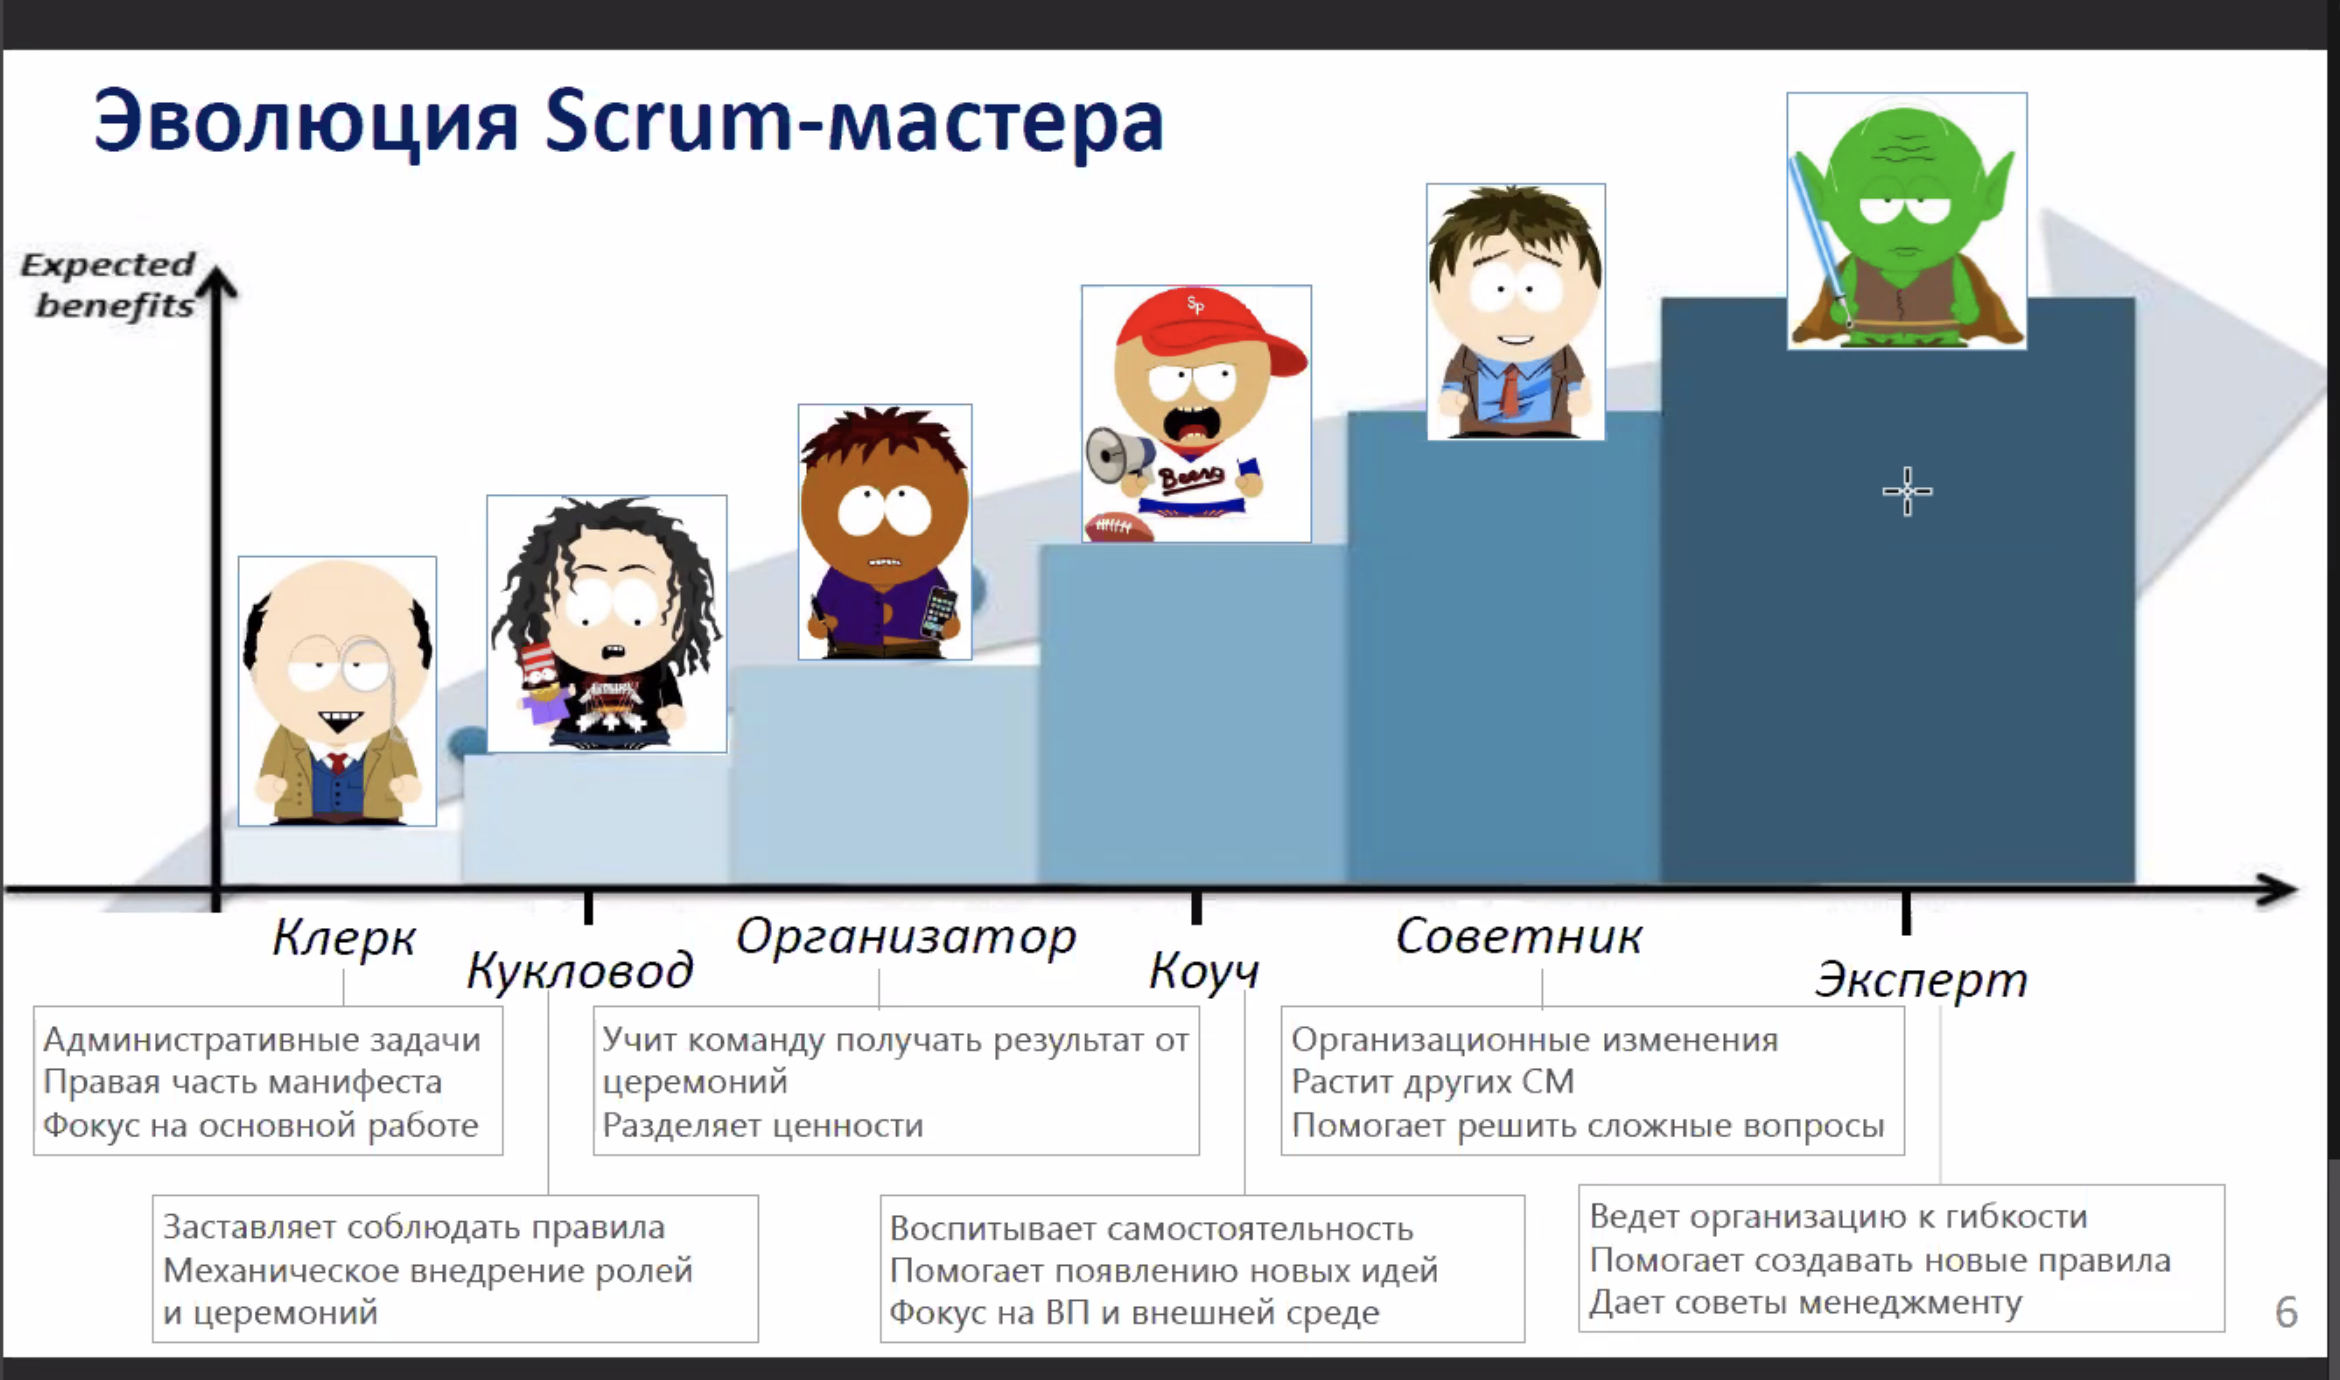 Эволюция Scrum-мастера
Expected
benefits
Sp
Клерк
Кукловод
Организатор
Коуч
Советник
Эксперт
Административные задачи
Правая часть манифеста
Фокус на основной работе
Учит команду получать результат от
церемоний
Разделяет ценности
Организационные изменения
Растит других СМ
Помогает решить сложные вопросы
Заставляет соблюдать правила
Механическое внедрение ролей
и церемоний
Воспитывает самостоятельность
Помогает появлению новых идей
Фокус на ВП и внешней среде
Ведет организацию к гибкости
Помогает создавать новые правила
Дает советы менеджменту
6